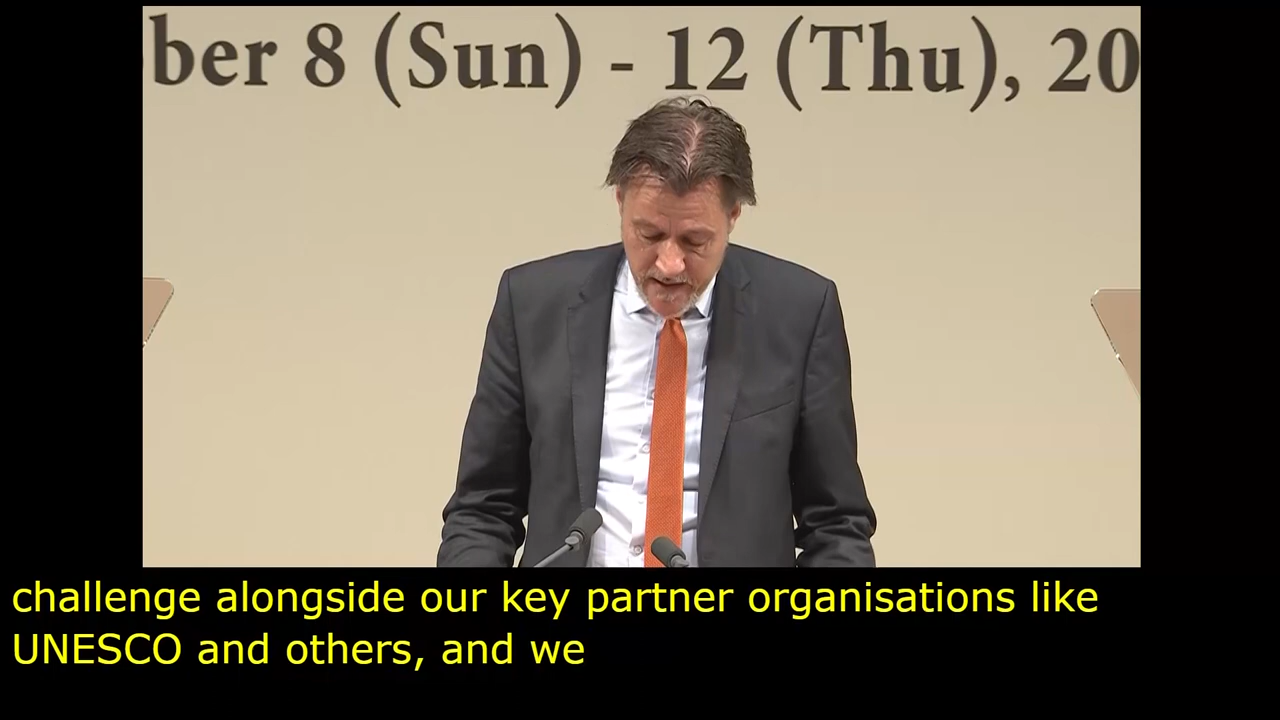 ber 8 (Sun) - 12 (Thu), 20
challenge alongside our key partner organisations like
UNESCO and others, and we